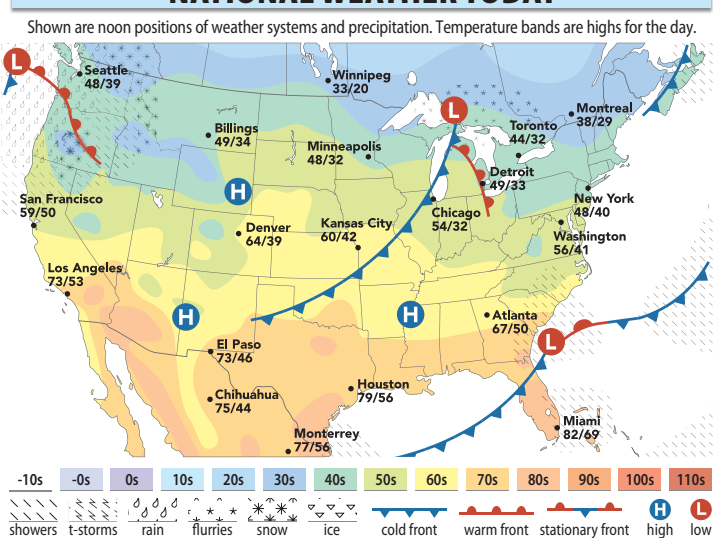 NATIONAL WEATHER TODAY
Shown are noon positions of weather systems and precipitation. Temperature bands are highs for the day.
L
Seattle
48/39
Winnipeg
33/20
L
Montreal
38/29
Billings
49/34
Toronto
44/32
Minneapolis
48/32
Detroit
49/33
H
San Francisco
59/50
New York
48/40
Chicago
54/32
Denver
64/39
Kansas City
60/42
Washington
56/41
Los Angeles
73/53
H
H
Atlanta
67/50
L
El Paso
73/46
Chihuahua
75/44
Houston
79/56
Miami
82/69
Monterrey
77/56
-10s -0s 0s 10s 20s 30s 40s 50s 60s 70s 80s 90s 100s 110s
H L
showers t-storms rain flurries snow ice cold front warm front stationary front high low